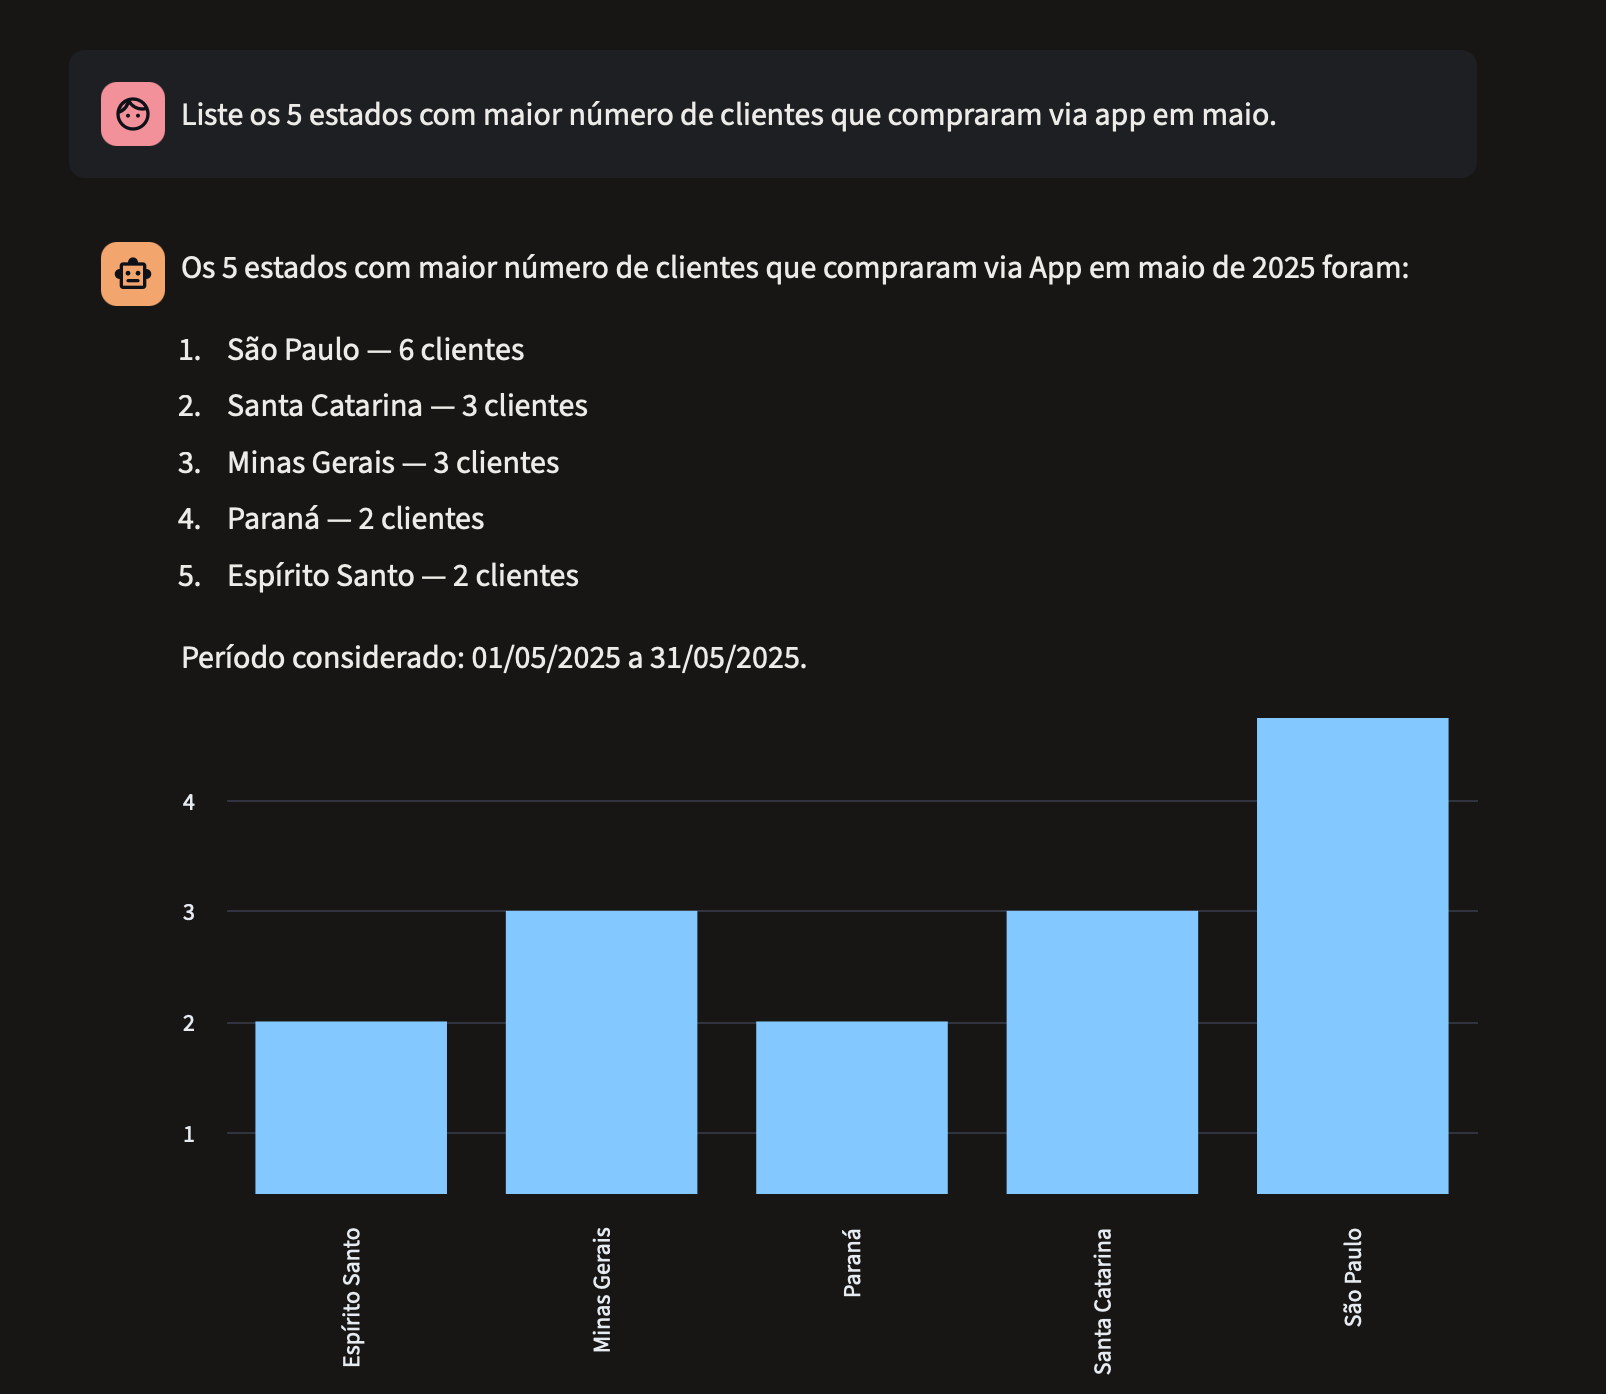 Liste os 5 estados com maior número de clientes que compraram via app em maio.
Os 5 estados com maior número de clientes que compraram via App em maio de 2025 foram:
1. São Paulo — 6 clientes
2. Santa Catarina — 3 clientes
3. Minas Gerais — 3 clientes
4. Paraná — 2 clientes
5. Espírito Santo — 2 clientes
Período considerado: 01/05/2025 a 31/05/2025.
4
3
2
1
Espírito Santo
Minas Gerais
Paraná
Santa Catarina
São Paulo